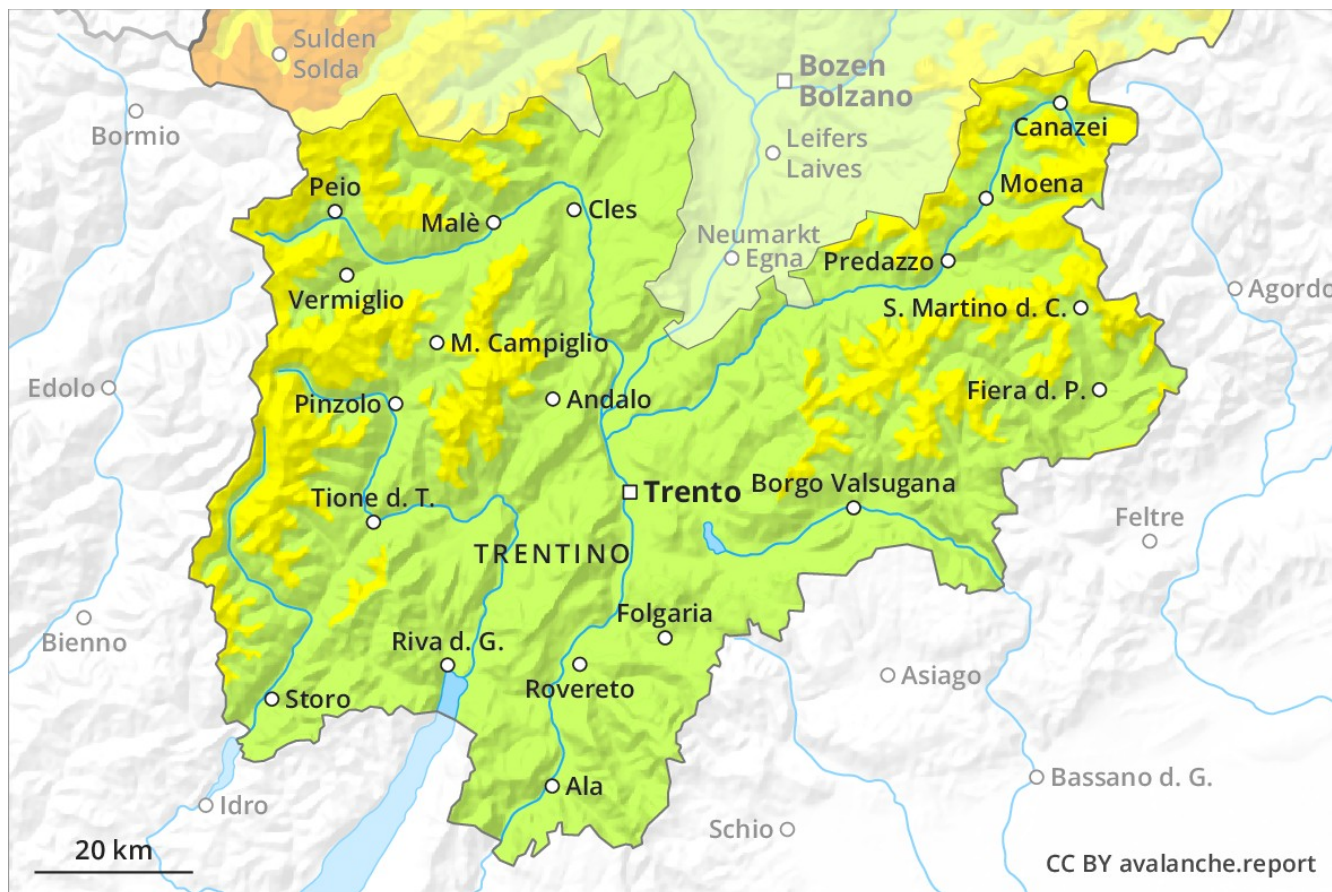 Sulden
Solda
Bozen
Bolzano
Bormio
Canazei
Leifers
Laives
Peio
Moena
Malè
Cles
Neumarkt
Egna
Predazzo
Vermiglio
Agordo
S. Martino d. C.
M. Campiglio
Edolo
Fiera d. P.
Pinzolo
Andalo
Trento
Borgo Valsugana
Tione d. T.
Feltre
TRENTINO
Bienno
Folgaria
Riva d. G.
Asiago
Rovereto
Storo
Bassano d. G.
Ala
Idro
Schio
20 km
CC BY avalanche.report